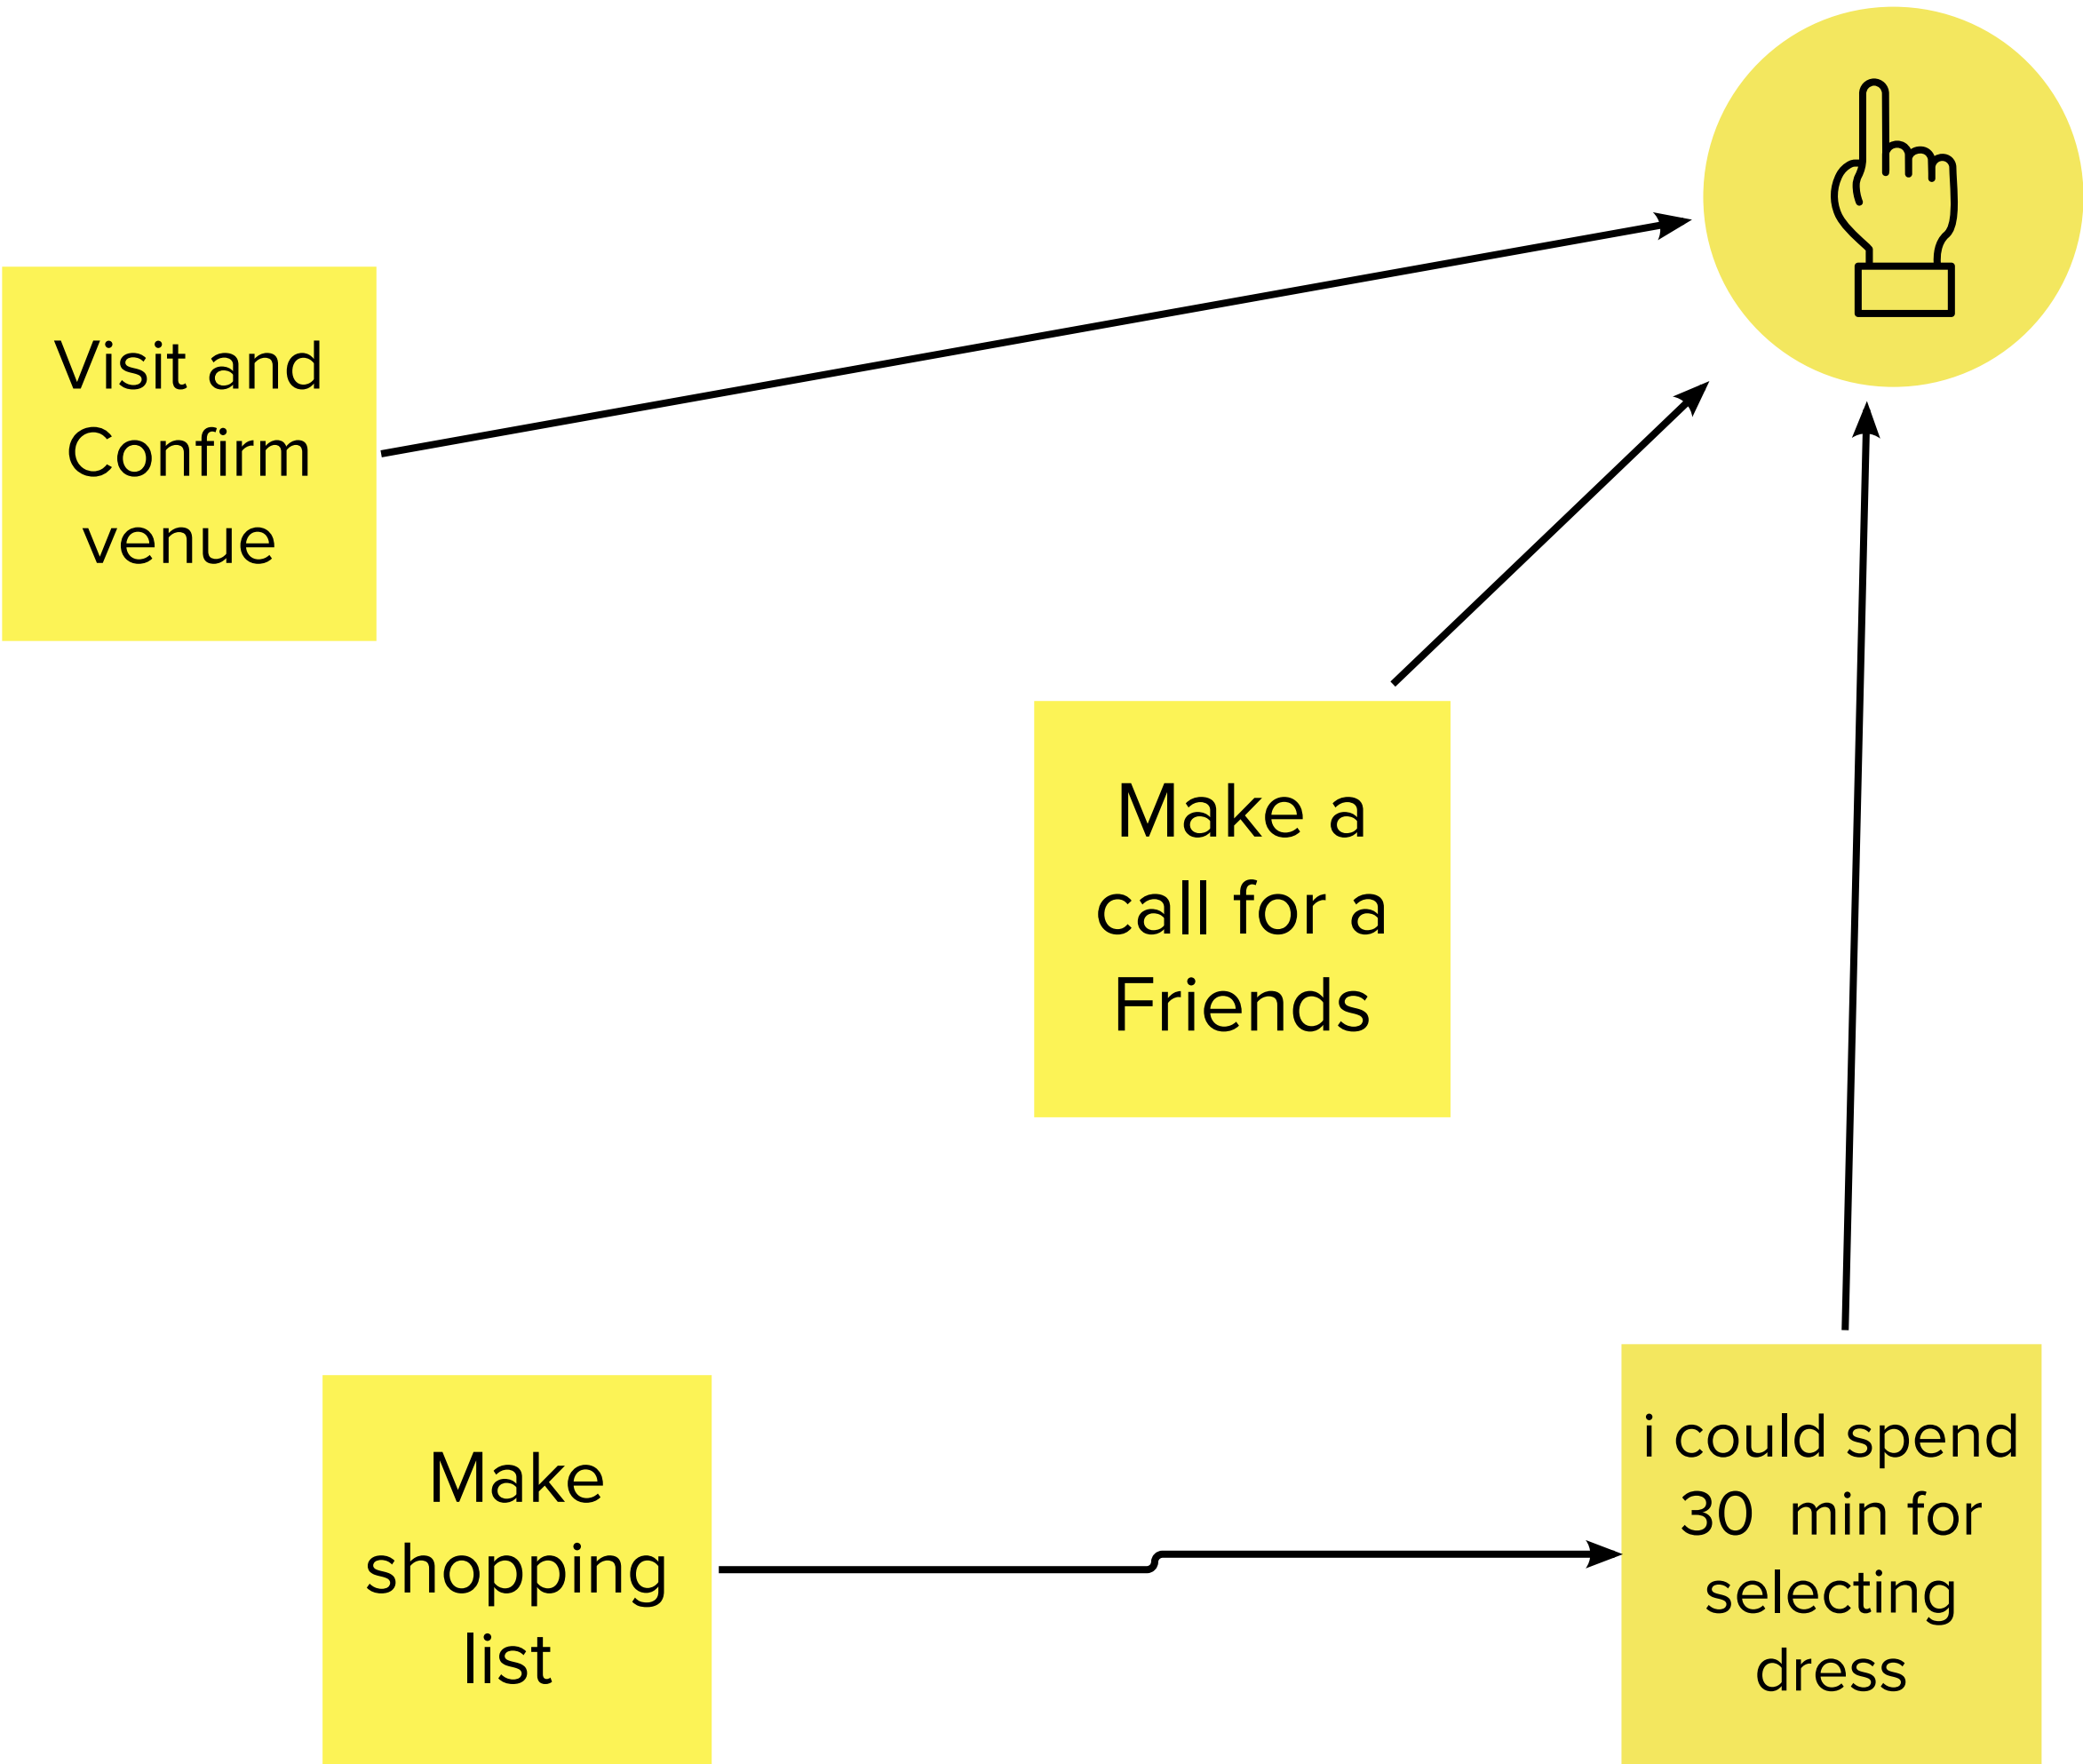 Visit and
Confirm
venue
Make a
call for a
Friends
Make
shopping
list
i could spend
30 min for
selecting
dress